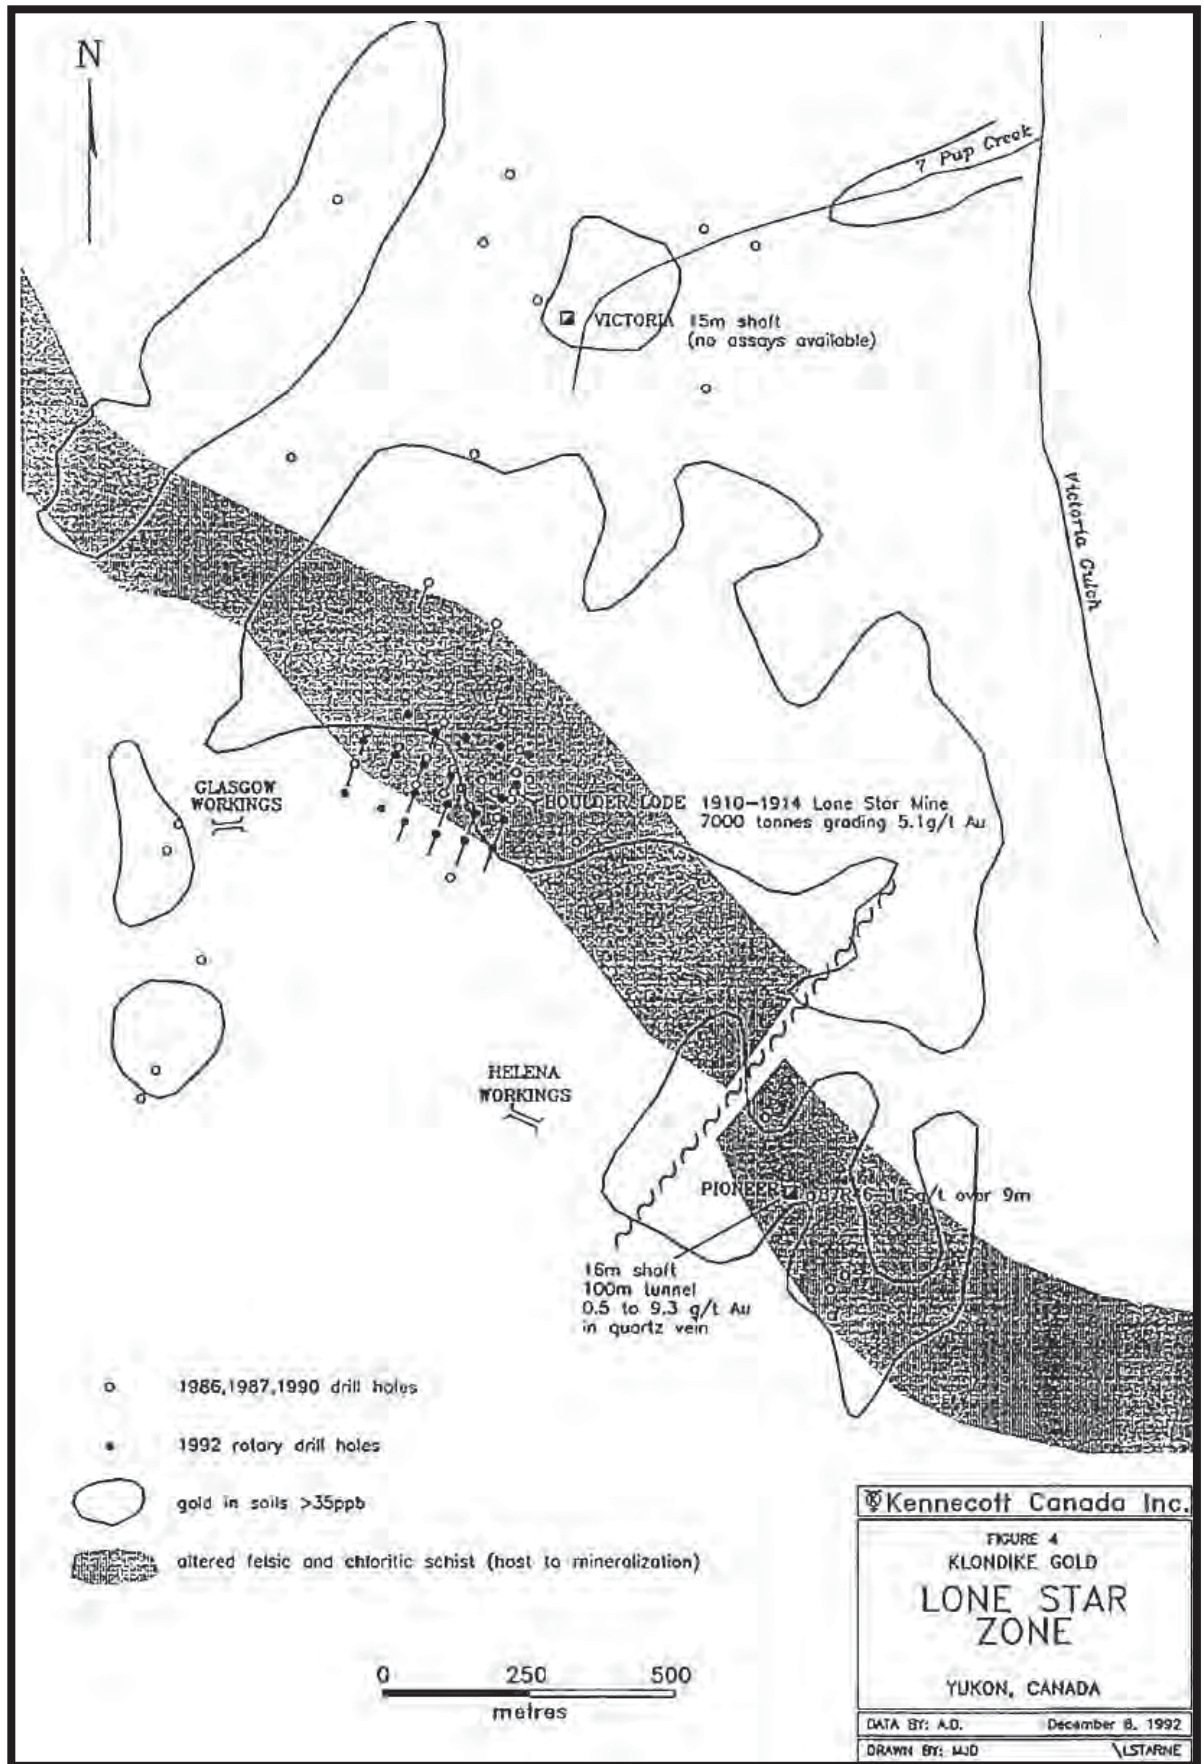 N
7 Pup Creek
VICTORIA 15m shaft
(no assays available)
Victoria Gulch
GLASGOW
WORKINGS
BOULDER LODE 1910-1914 Lone Star Mine
7000 tonnes grading 5.1g/t Au
HELENA
WORKINGS
PIONEER 87R46-1.5g/t over 9m
16m shaft
100m tunnel
0.5 to 9.3 g/t Au
in quartz vein
1986,1987,1990 drill holes
1992 rotary drill holes
gold in soils >35ppb
altered felsic and chloritic schist (host to mineralization)
0 250 500
metres
Kennecott Canada Inc.
FIGURE 4
KLONDIKE GOLD
LONE STAR
ZONE
YUKON, CANADA
DATA BY: A.D. December 8, 1992
DRAWN BY: MJD \LSTARNE